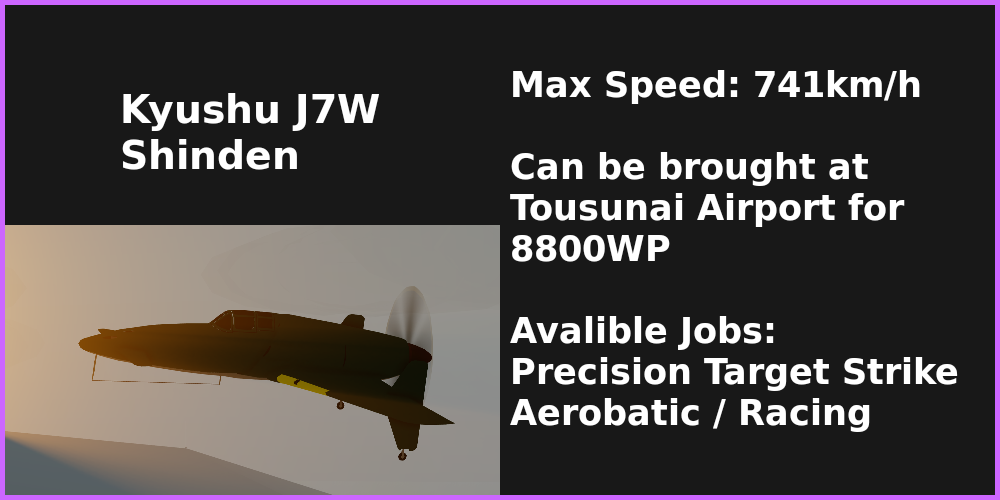 Kyushu J7W
Shinden
Max Speed: 741km/h
Can be brought at
Tousunai Airport for
8800WP
Avalible Jobs:
Precision Target Strike
Aerobatic / Racing